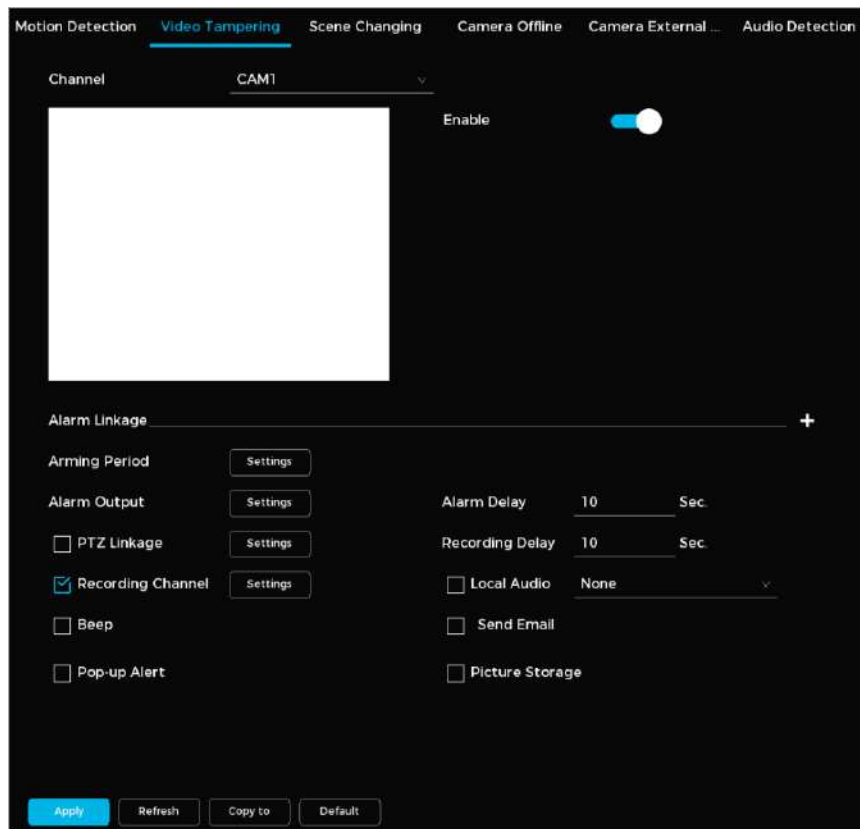 Motion Detection Video Tampering Scene Changing Camera Offline Camera External ... Audio Detection
Channel CAM1
Enable
Alarm Linkage
Arming Period Settings
Alarm Output Settings Alarm Delay 10 Sec.
PTZ Linkage Settings Recording Delay 10 Sec.
Recording Channel Settings Local Audio None
Beep Send Email
Pop-up Alert Picture Storage
Apply Refresh Copy to Default